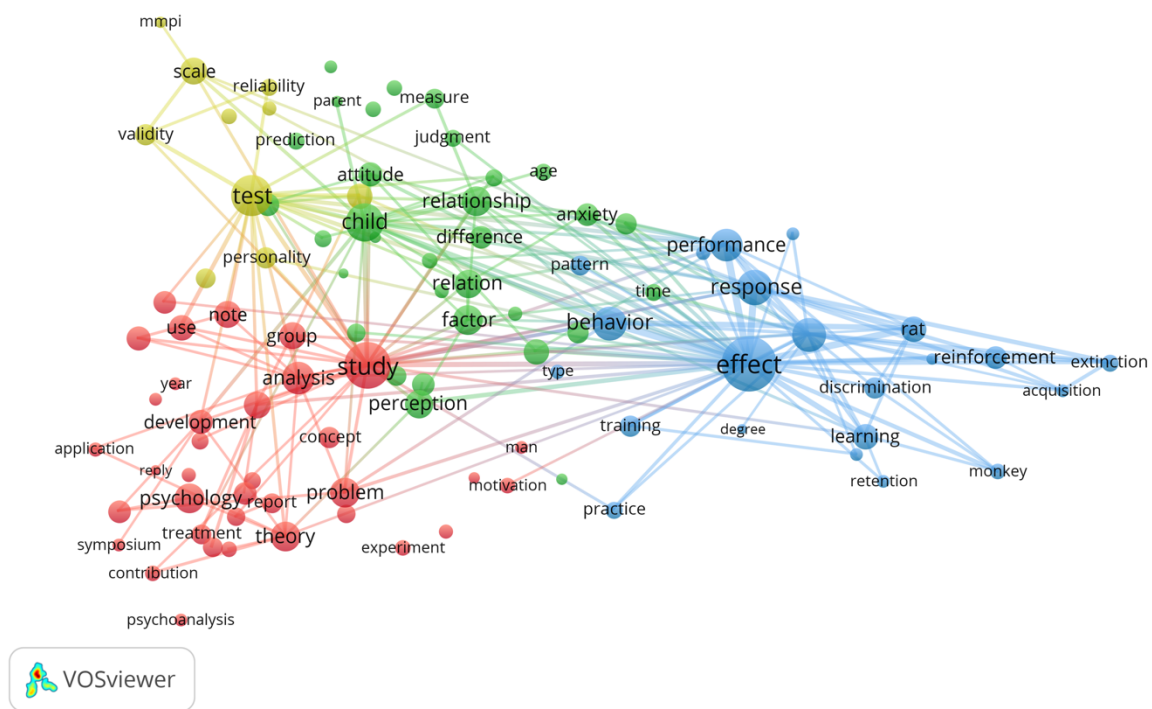 mmpi
scale
reliability
parent
measure
validity
prediction
judgment
attitude
age
test
relationship
child
anxiety
difference
performance
personality
pattern
relation
response
time
note
factor
behavior
use
group
rat
study
effect
reinforcement
extinction
type
analysis
year
discrimination
acquisition
perception
development
training
degree
learning
concept
application
man
reply
monkey
retention
motivation
problem
psychology
report
practice
treatment
theory
symposium
experiment
contribution
psychoanalysis
VOSviewer